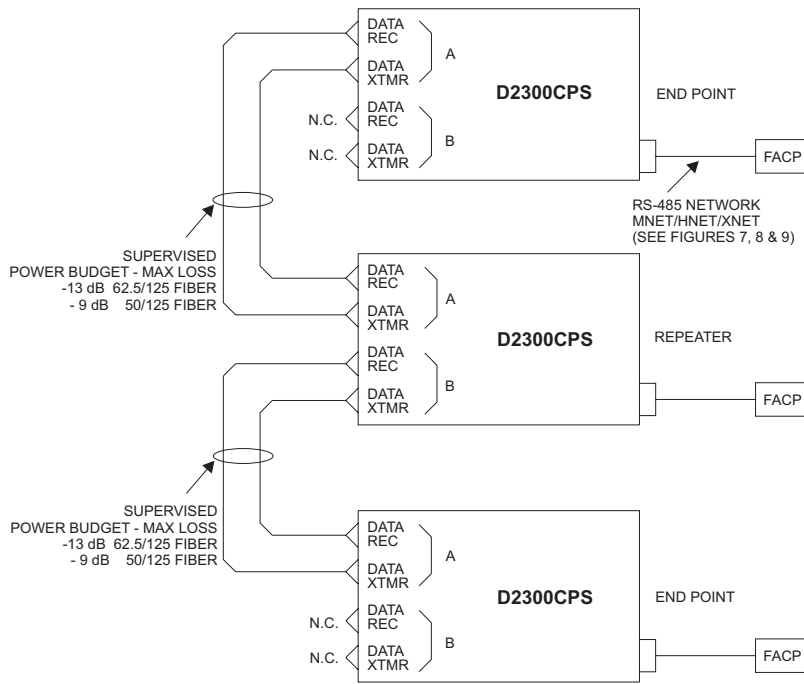 DATA
REC
A
DATA
XTMR
N.C.
DATA
REC
B
N.C.
DATA
XTMR
D2300CPS
END POINT
FACP
RS-485 NETWORK
MNET/HNET/XNET
(SEE FIGURES 7, 8 & 9)
SUPERVISED
POWER BUDGET - MAX LOSS
-13 dB 62.5/125 FIBER
- 9 dB 50/125 FIBER
DATA
REC
A
DATA
XTMR
DATA
REC
B
DATA
XTMR
D2300CPS
REPEATER
FACP
SUPERVISED
POWER BUDGET - MAX LOSS
-13 dB 62.5/125 FIBER
- 9 dB 50/125 FIBER
DATA
REC
A
DATA
XTMR
N.C.
DATA
REC
B
N.C.
DATA
XTMR
D2300CPS
END POINT
FACP